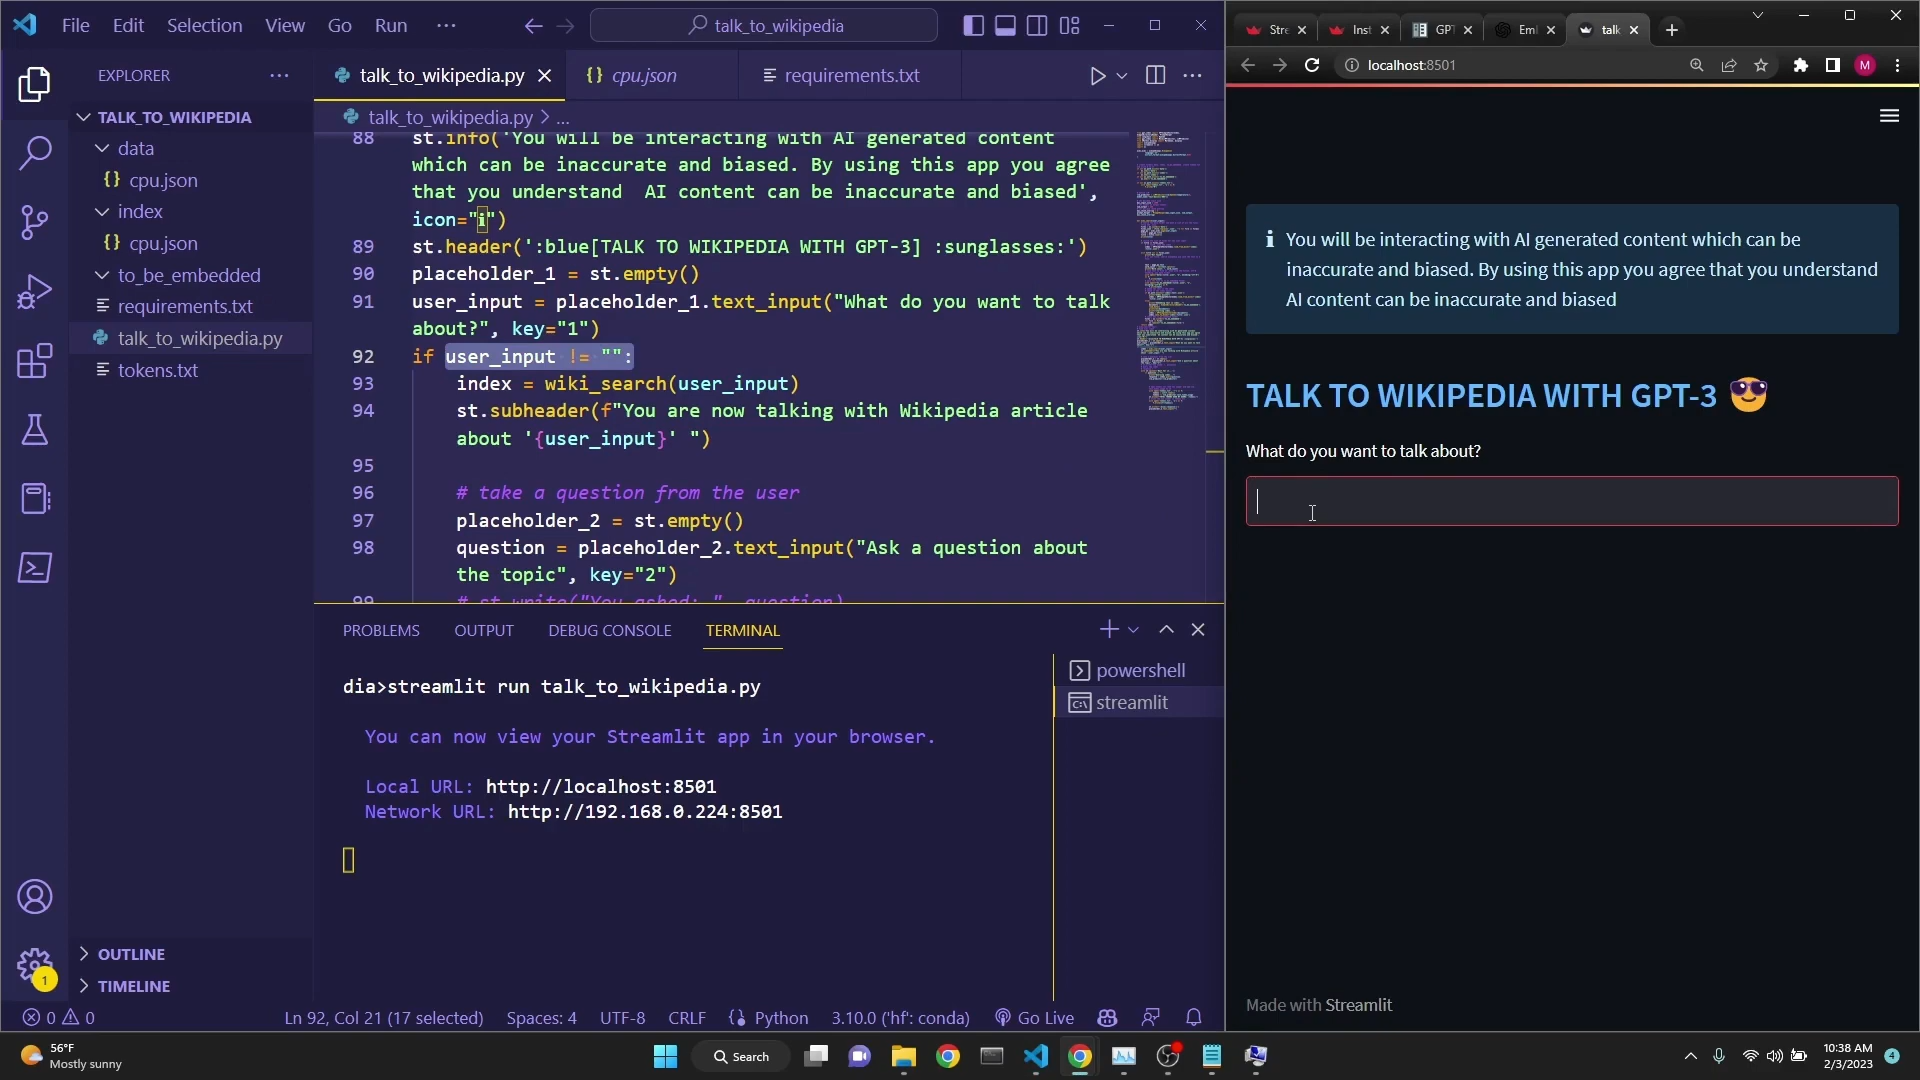 File Edit Selection View Go Run ...
talk_to_wikipedia
EXPLORER ...
TALK_TO_WIKIPEDIA
data
{} cpu.json
index
{} cpu.json
to_be_embedded
requirements.txt
talk_to_wikipedia.py
tokens.txt
OUTLINE
TIMELINE
1
talk_to_wikipedia.py
{} cpu.json
requirements.txt
talk_to_wikipedia.py > ...
88 st.info('You will be interacting with AI generated content
which can be inaccurate and biased. By using this app you agree
that you understand  AI content can be inaccurate and biased',
icon="ℹ")
89 st.header(':blue[TALK TO WIKIPEDIA WITH GPT-3] :sunglasses:')
90 placeholder_1 = st.empty()
91 user_input = placeholder_1.text_input("What do you want to talk
about?", key="1")
92 if user_input != "":
93 index = wiki_search(user_input)
94 st.subheader(f"You are now talking with Wikipedia article
about '{user_input}' ")
95
96 # take a question from the user
97 placeholder_2 = st.empty()
98 question = placeholder_2.text_input("Ask a question about
the topic", key="2")
99 # st.write("You asked: ", question)
PROBLEMS OUTPUT DEBUG CONSOLE TERMINAL
dia>streamlit run talk_to_wikipedia.py
You can now view your Streamlit app in your browser.
Local URL: http://localhost:8501
Network URL: http://192.168.0.224:8501
powershell
streamlit
0 0
Ln 92, Col 21 (17 selected) Spaces: 4 UTF-8 CRLF {} Python 3.10.0 ('hf': conda) Go Live
Stre Inst GPT Emb talk
localhost:8501
M
You will be interacting with AI generated content which can be
inaccurate and biased. By using this app you agree that you understand
AI content can be inaccurate and biased
TALK TO WIKIPEDIA WITH GPT-3 😎
What do you want to talk about?
Made with Streamlit
56°F
Mostly sunny
Search
10:38 AM
2/3/2023
4